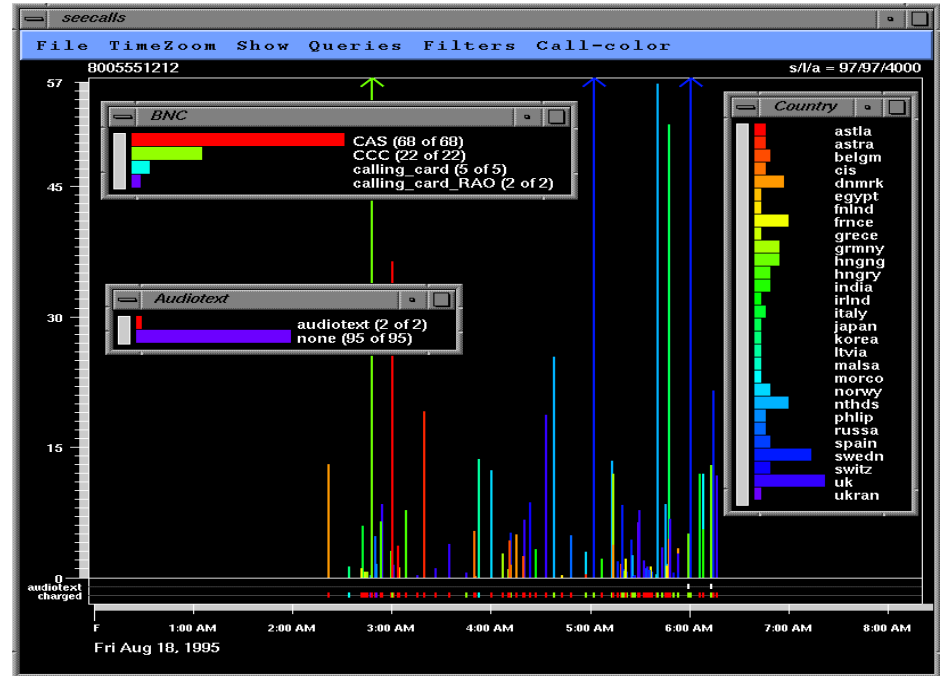 seecalls
File TimeZoom Show Queries Filters Call-color
8005551212 s/l/a = 97/97/4000
57
45
30
15
0
BNC
CAS (68 of 68)
CCC (22 of 22)
calling_card (5 of 5)
calling_card_RAO (2 of 2)
Audiotext
audiotext (2 of 2)
none (95 of 95)
Country
astla
astra
belgm
cis
dnmrk
egypt
fnlnd
frnce
grece
grmny
hngng
hngry
india
irlnd
italy
japan
korea
ltvia
malsa
morco
norwy
nthds
phlip
russa
spain
swedn
switz
uk
ukran
audiotext
charged
F 1:00 AM 2:00 AM 3:00 AM 4:00 AM 5:00 AM 6:00 AM 7:00 AM 8:00 AM
Fri Aug 18, 1995